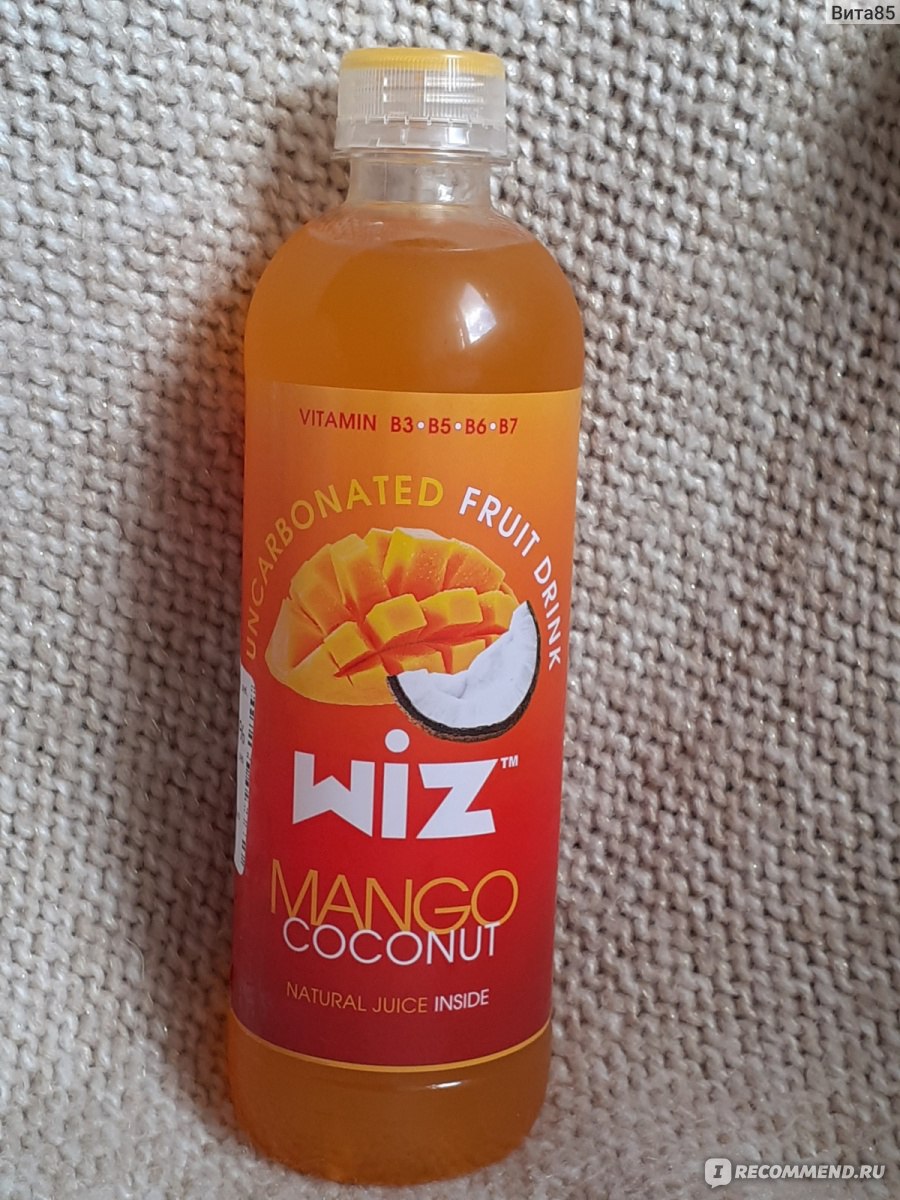 Вита85
VITAMIN B3•B5•B6•B7
UNCARBONATED FRUIT DRINK
WiZ™
MANGO
COCONUT
NATURAL JUICE INSIDE
I RECOMMEND.RU